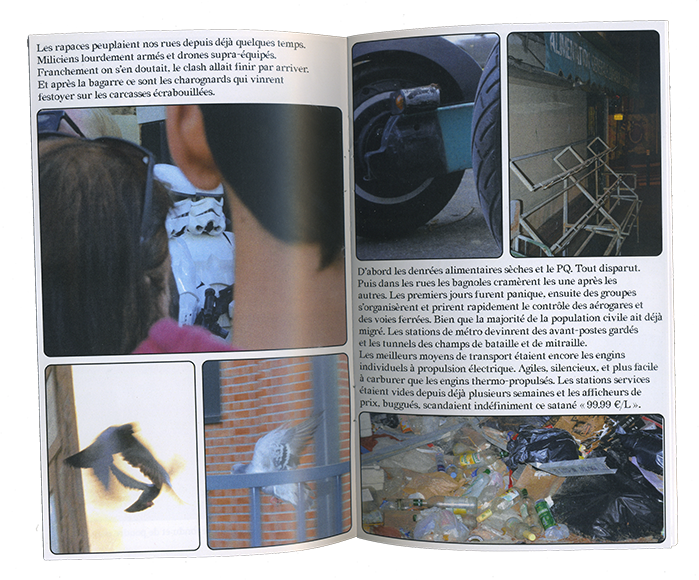 Les rapaces peuplaient nos rues depuis déjà quelques temps.
Miliciens lourdement armés et drones supra-équipés.
Franchement on s'en doutait, le clash allait finir par arriver.
Et après la bagarre ce sont les charognards qui vinrent
festoyer sur les carcasses écrabouillées.
ALIMENTATION
D'abord les denrées alimentaires sèches et le PQ. Tout disparut.
Puis dans les rues les bagnoles cramèrent les une après les
autres. Les premiers jours furent panique, ensuite des groupes
s'organisèrent et prirent rapidement le contrôle des aérogares et
des voies ferrées. Bien que la majorité de la population civile ait déjà
migré. Les stations de métro devinrent des avant-postes gardés
et les tunnels des champs de bataille et de mitraille.
Les meilleurs moyens de transport étaient encore les engins
individuels à propulsion électrique. Agiles, silencieux, et plus facile
à carburer que les engins thermo-propulsés. Les stations services
étaient vides depuis déjà plusieurs semaines et les afficheurs de
prix, buggués, scandaient indéfiniment ce satané « 99,99 €/L ».